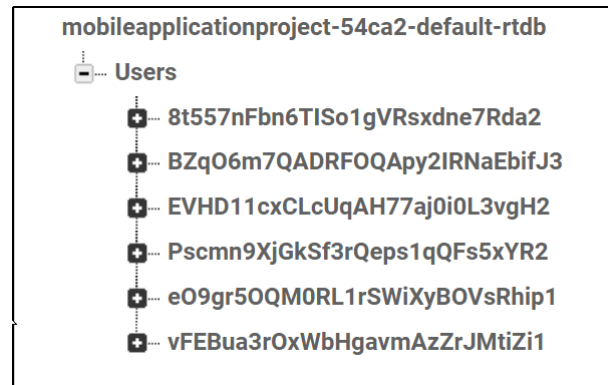 mobileapplicationproject-54ca2-default-rtdb
Users
8t557nFbn6TISo1gVRsxdne7Rda2
BZqO6m7QADRFOQApy2IRNaEbifJ3
EVHD11cxCLcUqAH77aj0i0L3vgH2
Pscmn9XjGkSf3rQeps1qQFs5xYR2
eO9gr5OQM0RL1rSWiXyBOVsRhip1
vFEBua3rOxWbHgavmAzZrJMtiZi1